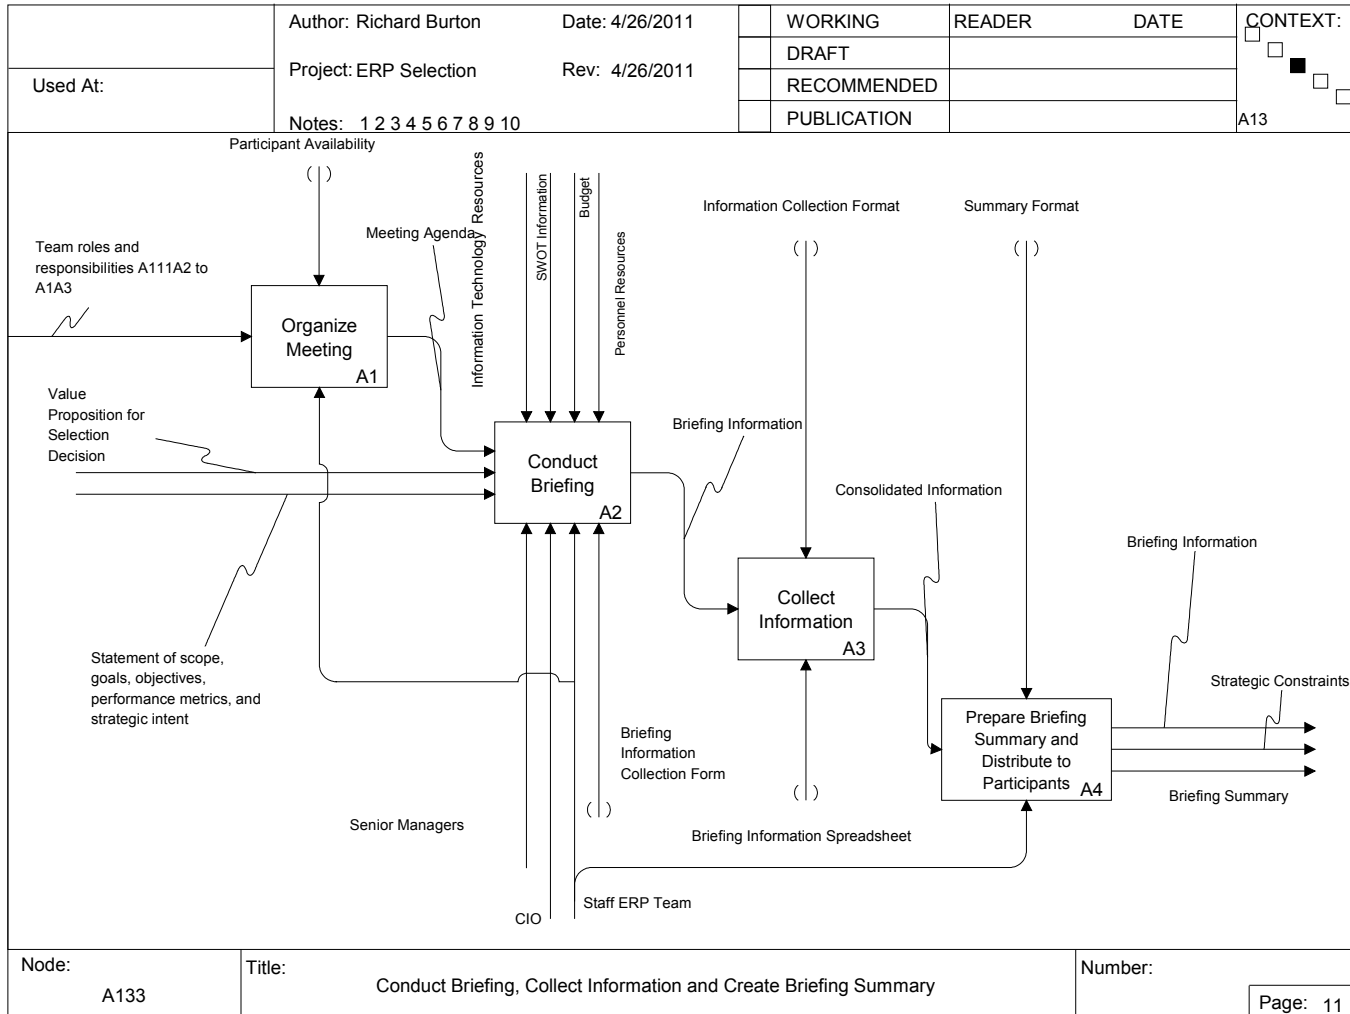 Used At:
Author: Richard Burton
Date: 4/26/2011
Project: ERP Selection
Rev: 4/26/2011
Notes: 1 2 3 4 5 6 7 8 9 10
WORKING
DRAFT
RECOMMENDED
PUBLICATION
READER
DATE
CONTEXT:
A13
Participant Availability
( )
Team roles and
responsibilities A111A2 to
A1A3
Organize
Meeting
A1
Meeting Agenda
Information Technology Resources
SWOT Information
Budget
Personnel Resources
Information Collection Format
( )
Summary Format
( )
Value
Proposition for
Selection
Decision
Conduct
Briefing
A2
Briefing Information
Consolidated Information
Collect
Information
A3
Briefing Information
Strategic Constraints
Statement of scope,
goals, objectives,
performance metrics, and
strategic intent
Prepare Briefing
Summary and
Distribute to
Participants
A4
Briefing Summary
Briefing
Information
Collection Form
( )
( )
Senior Managers
Briefing Information Spreadsheet
Staff ERP Team
CIO
Node:
A133
Title:
Conduct Briefing, Collect Information and Create Briefing Summary
Number:
Page: 11